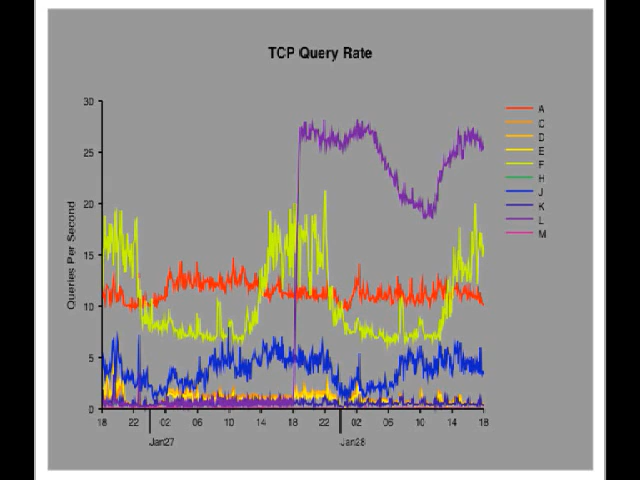 TCP Query Rate
30
25
20
15
10
5
0
Queries Per Second
18 22 02 06 10 14 18 22 02 06 10 14 18
Jan27 Jan28
A
C
D
E
F
H
J
K
L
M